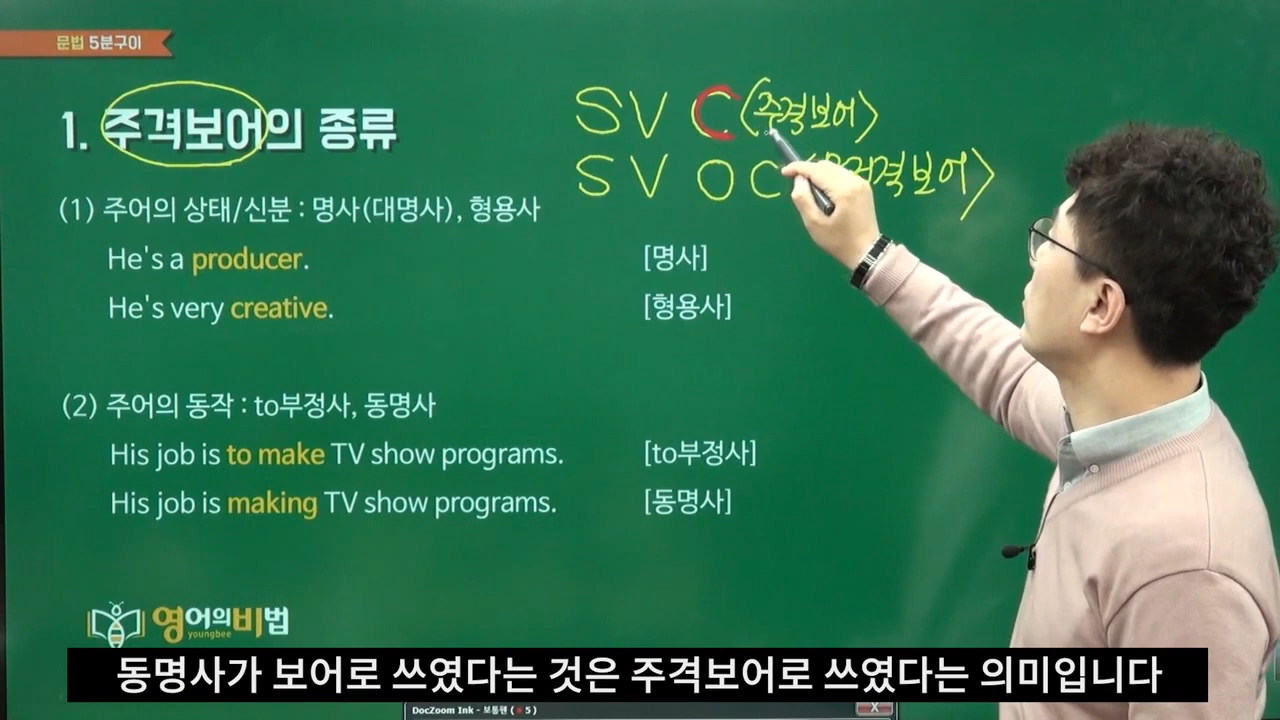 문법 5분구이
1. 주격보어의 종류
S V C (주격보어)
S V O C 격보어)
(1) 주어의 상태/신분 : 명사(대명사), 형용사
He's a producer. [명사]
He's very creative. [형용사]
(2) 주어의 동작 : to부정사, 동명사
His job is to make TV show programs. [to부정사]
His job is making TV show programs. [동명사]
영어의비법
youngbee
동명사가 보어로 쓰였다는 것은 주격보어로 쓰였다는 의미입니다
DocZoom Ink - 보통펜 ( 5 )